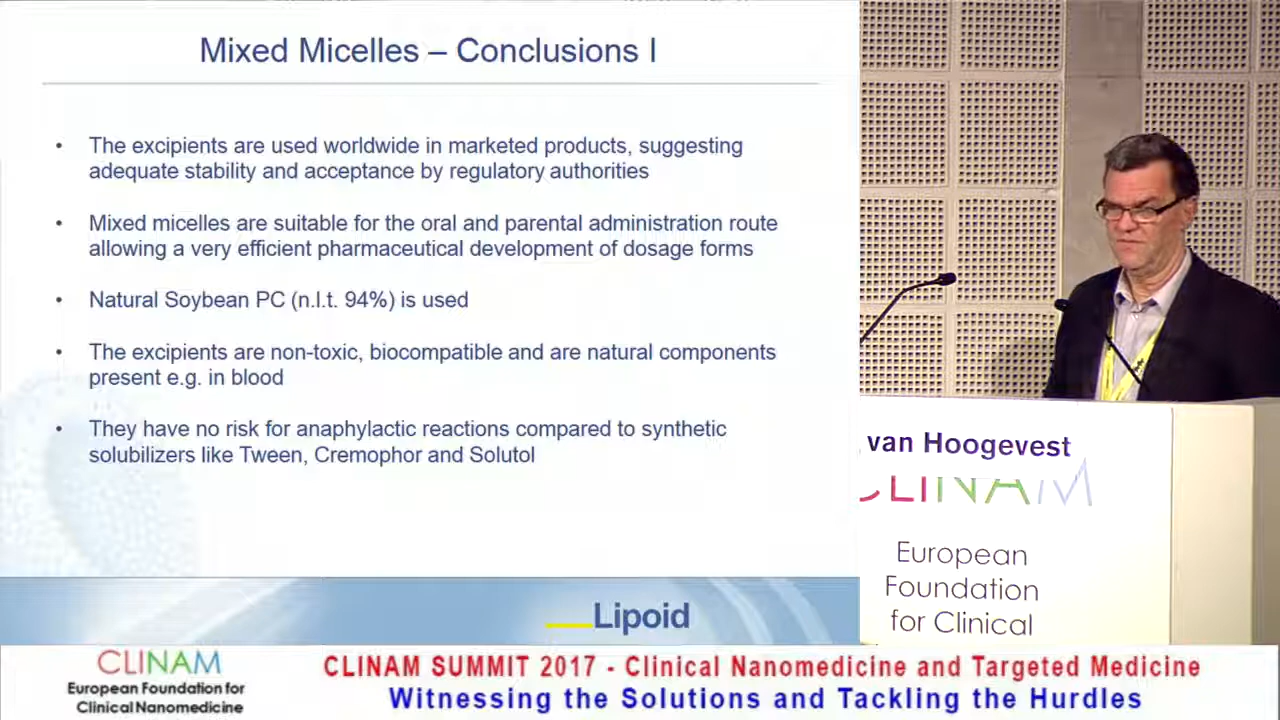 Mixed Micelles – Conclusions I
• The excipients are used worldwide in marketed products, suggesting
adequate stability and acceptance by regulatory authorities
• Mixed micelles are suitable for the oral and parental administration route
allowing a very efficient pharmaceutical development of dosage forms
• Natural Soybean PC (n.l.t. 94%) is used
• The excipients are non-toxic, biocompatible and are natural components
present e.g. in blood
• They have no risk for anaphylactic reactions compared to synthetic
solubilizers like Tween, Cremophor and Solutol
Lipoid
van Hoogevest
CLINAM
European
Foundation
for Clinical
CLINAM
European Foundation for
Clinical Nanomedicine
CLINAM SUMMIT 2017 - Clinical Nanomedicine and Targeted Medicine
Witnessing the Solutions and Tackling the Hurdles